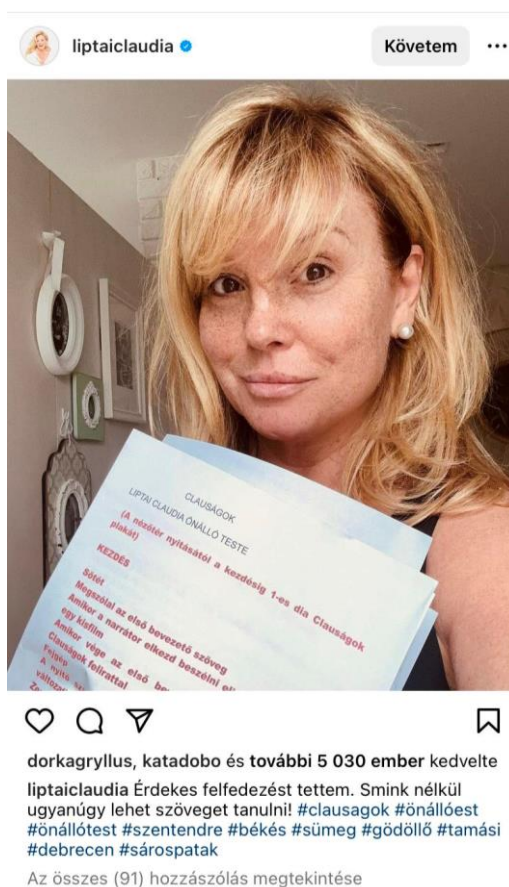 liptaiclaudia
Követem
CLAUSÁGOK
LIPTAI CLAUDIA ÖNÁLLÓ TESTE
(A nézőtér nyitásától a kezdésig 1-es dia Clauságok
plakát)
KEZDÉS
Sötét
Megszólal az első bevezető szöveg
Amikor a narrátor elkezd beszélni
egy kisfilm
Amikor vége az első
Clauságok felirattal
Fejgép
A nyitó
dorkagryllus, katadobo és további 5 030 ember kedvelte
liptaiclaudia Érdekes felfedezést tettem. Smink nélkül
ugyanúgy lehet szöveget tanulni! #clausagok #önállóest
#önállótest #szentendre #békés #sümeg #gödöllő #tamási
#debrecen #sárospatak
Az összes (91) hozzászólás megtekintése